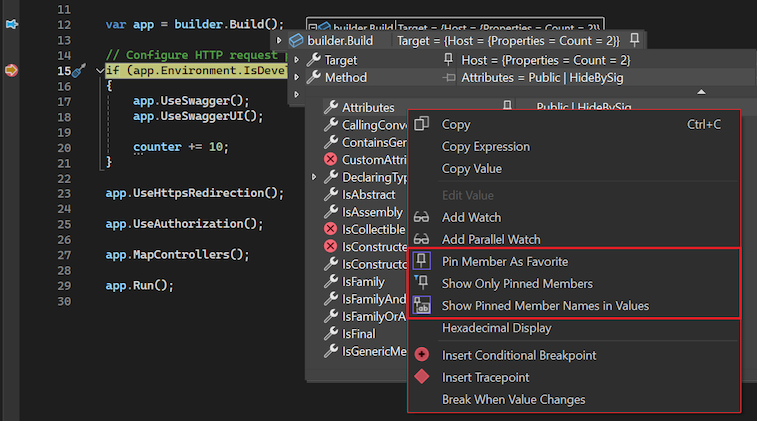 11
12 var app = builder.Build();
builder.Build Target = {Host = {Properties = Count = 2}}
13
builder.Build Target = {Host = {Properties = Count = 2}}
14 // Configure HTTP request
Target Host = {Properties = Count = 2}
15 if (app.Environment.IsDeve
Method Attributes = Public | HideBySig
16 {
17 app.UseSwagger();
Attributes Public | HideBySig
18 app.UseSwaggerUI();
CallingConve
19
ContainsGer
20 counter += 10;
CustomAttri
21 }
DeclaringTyp
22
IsAbstract
23 app.UseHttpsRedirection();
IsAssembly
24
IsCollectible
25 app.UseAuthorization();
IsConstructe
26
IsConstructo
27 app.MapControllers();
IsFamily
28
IsFamilyAnd
29 app.Run();
IsFamilyOrA
30
IsFinal
IsGenericMe
Copy Ctrl+C
Copy Expression
Copy Value
Edit Value
Add Watch
Add Parallel Watch
Pin Member As Favorite
Show Only Pinned Members
Show Pinned Member Names in Values
Hexadecimal Display
Insert Conditional Breakpoint
Insert Tracepoint
Break When Value Changes